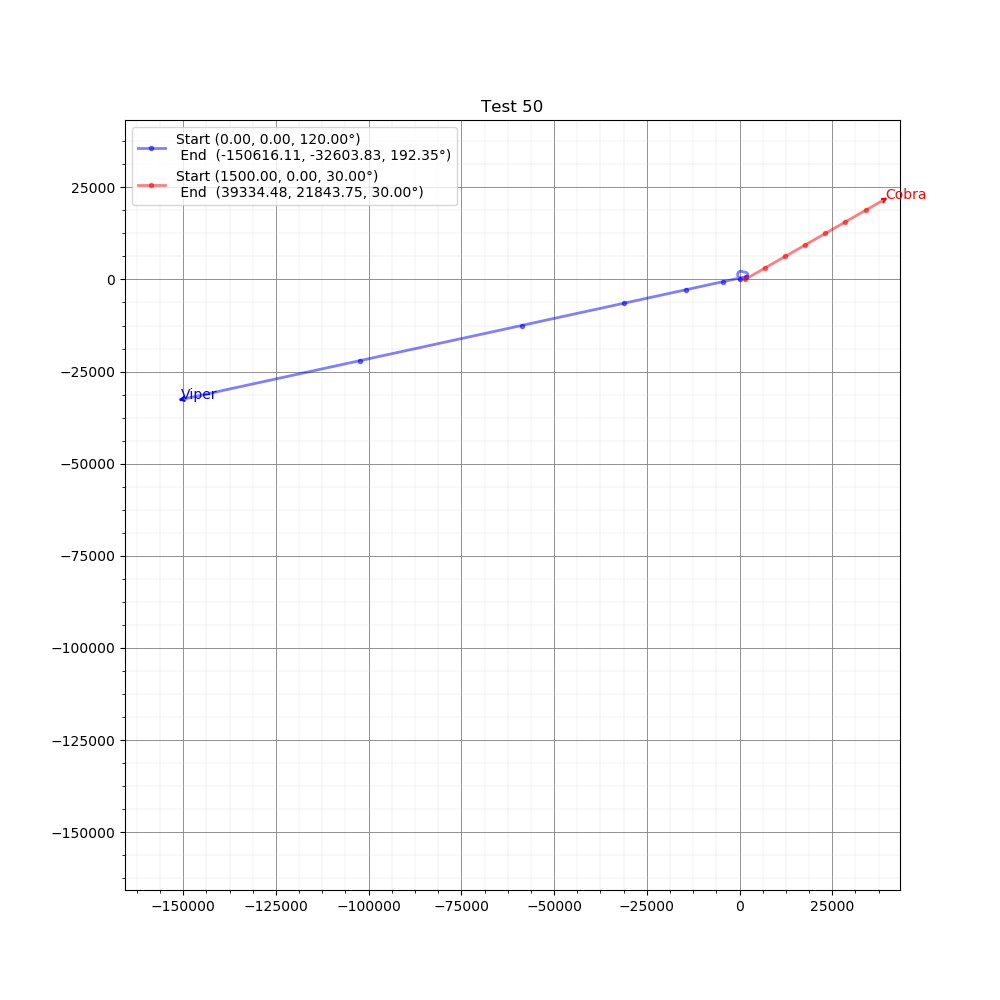 Test 50
Start (0.00, 0.00, 120.00°)
End (-150616.11, -32603.83, 192.35°)
Start (1500.00, 0.00, 30.00°)
End (39334.48, 21843.75, 30.00°)
Cobra
Viper
25000
0
−25000
−50000
−75000
−100000
−125000
−150000
−150000 −125000 −100000 −75000 −50000 −25000 0 25000